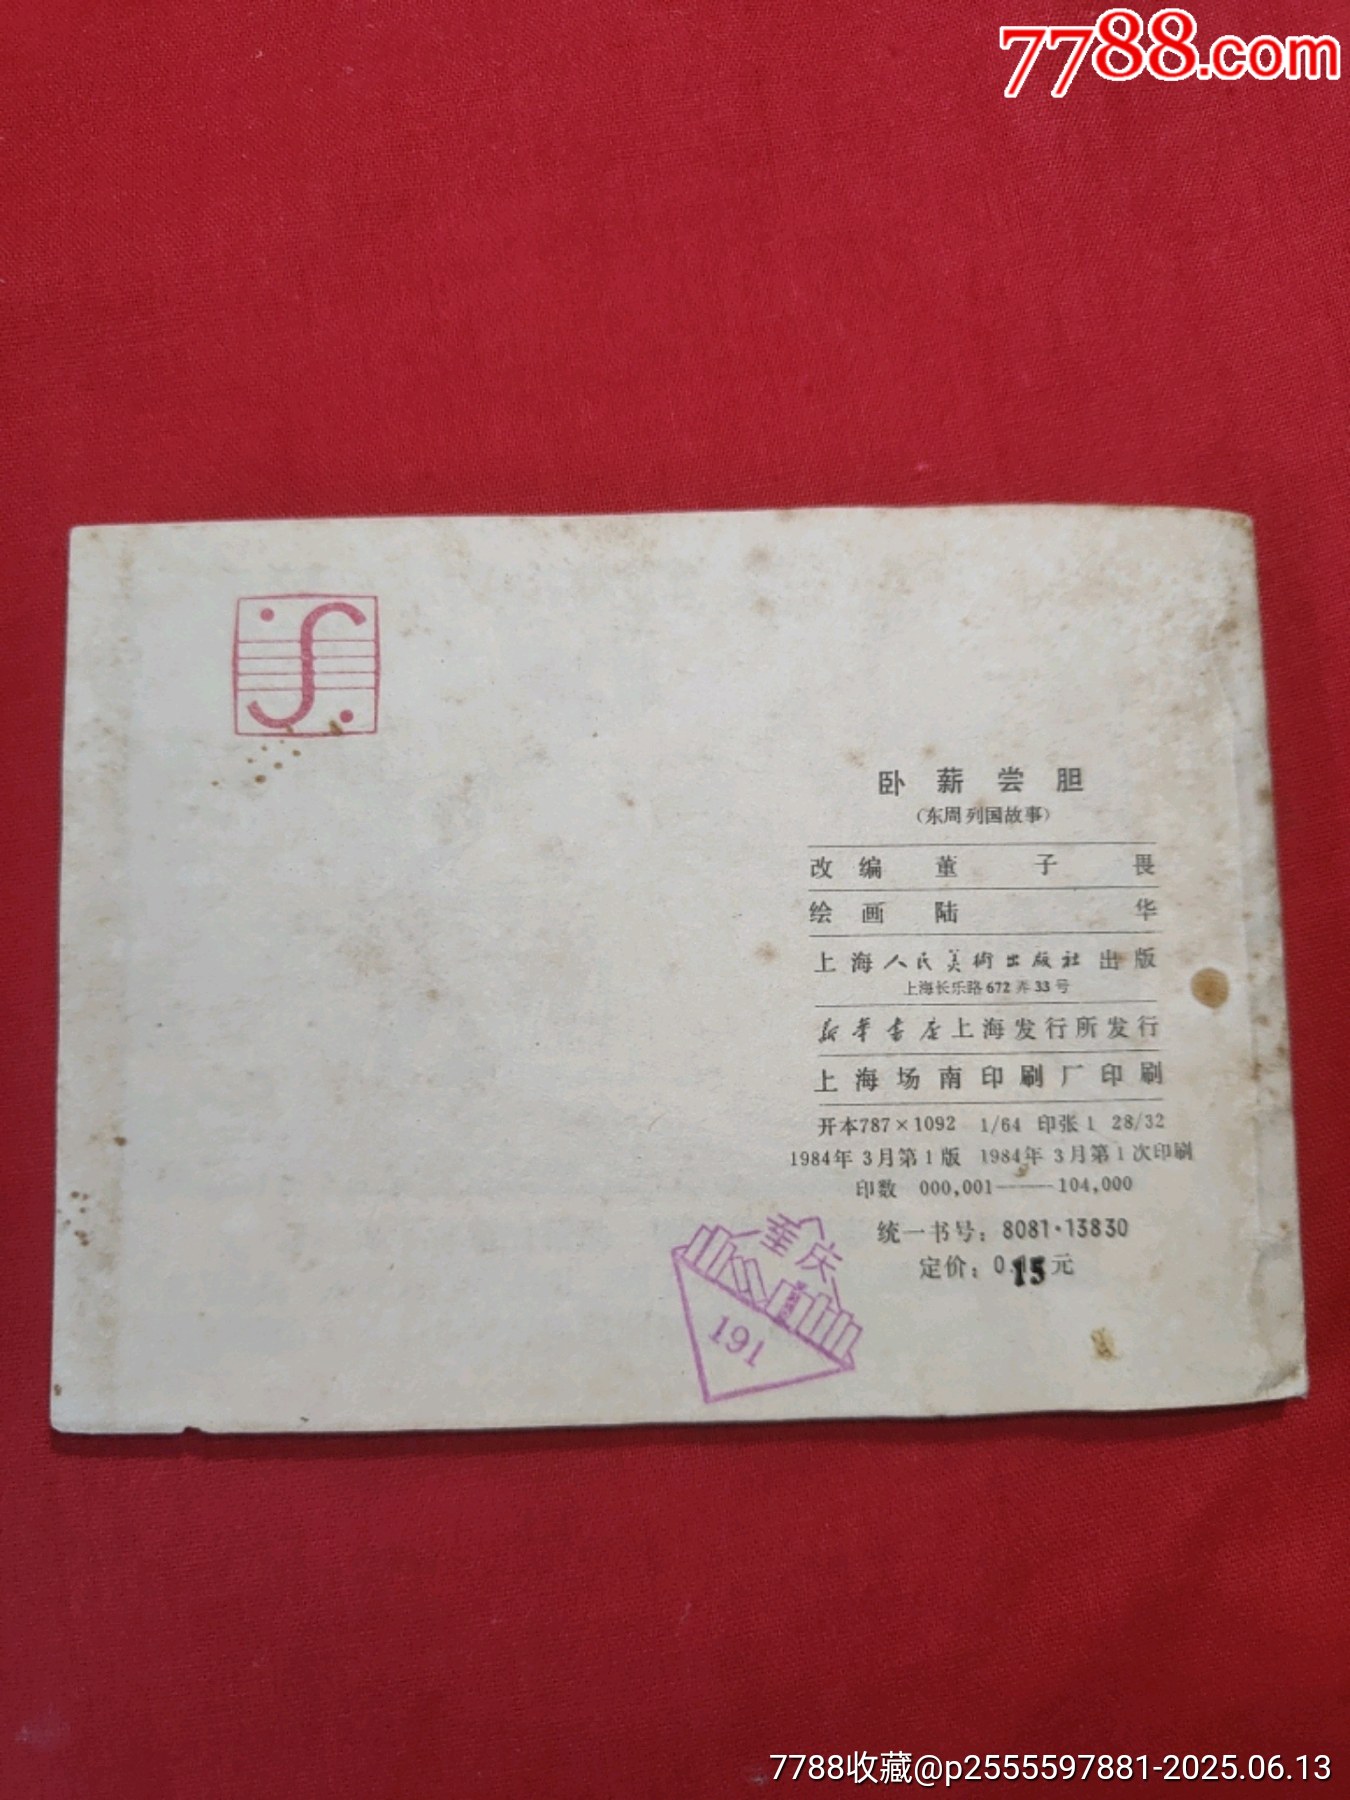 7788.com
卧薪尝胆
（东周列国故事）
改编 董子畏
绘画 陆华
上海人民美術出版社出版
上海长乐路672弄33号
新华书店上海发行所发行
上海场南印刷厂印刷
开本787×1092 1/64 印张1 28/32
1984年3月第1版 1984年3月第1次印刷
印数 000,001——104,000
统一书号：8081·13830
定价：0.15元
重庆
191
7788收藏@p2555597881-2025.06.13